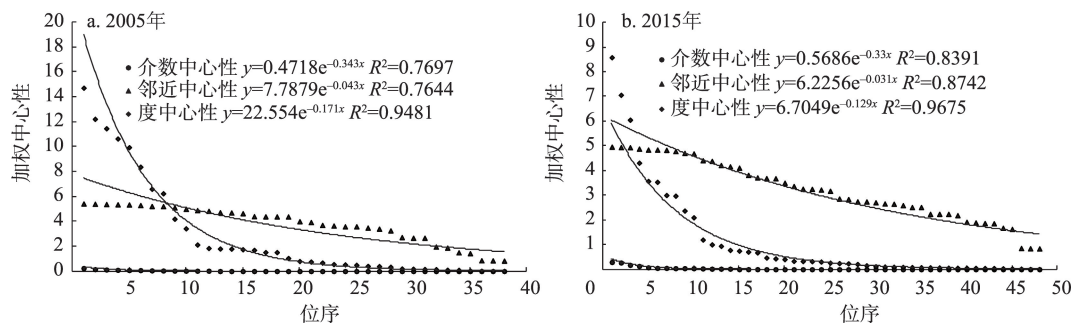 a. 2005年
介数中心性 y=0.4718e^-0.343x R²=0.7697
邻近中心性 y=7.7879e^-0.043x R²=0.7644
度中心性 y=22.554e^-0.171x R²=0.9481
加权中心性
20
18
16
14
12
10
8
6
4
2
0
5 10 15 20 25 30 35 40
位序
b. 2015年
介数中心性 y=0.5686e^-0.33x R²=0.8391
邻近中心性 y=6.2256e^-0.031x R²=0.8742
度中心性 y=6.7049e^-0.129x R²=0.9675
加权中心性
10
9
8
7
6
5
4
3
2
1
0 5 10 15 20 25 30 35 40 45 50
位序